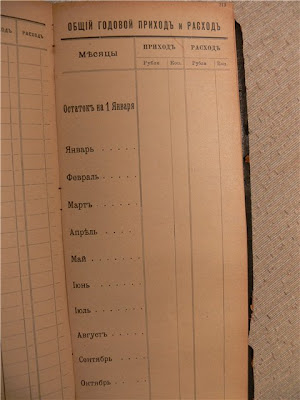 РАСХОДЪ.
ОБЩІЙ ГОДОВОЙ ПРИХОДЪ и РАСХОДЪ
МѢСЯЦЫ ПРИХОДЪ РАСХОДЪ
Рубли Коп. Рубли Коп.
Остатокъ на 1 Января
Январь . . . . .
Февраль . . . .
Мартъ . . . . .
Апрѣль . . . .
Май . . . . .
Іюнь . . . . .
Іюль . . . . .
Августъ . . . .
Сентябрь . . . .
Октябрь . . . .